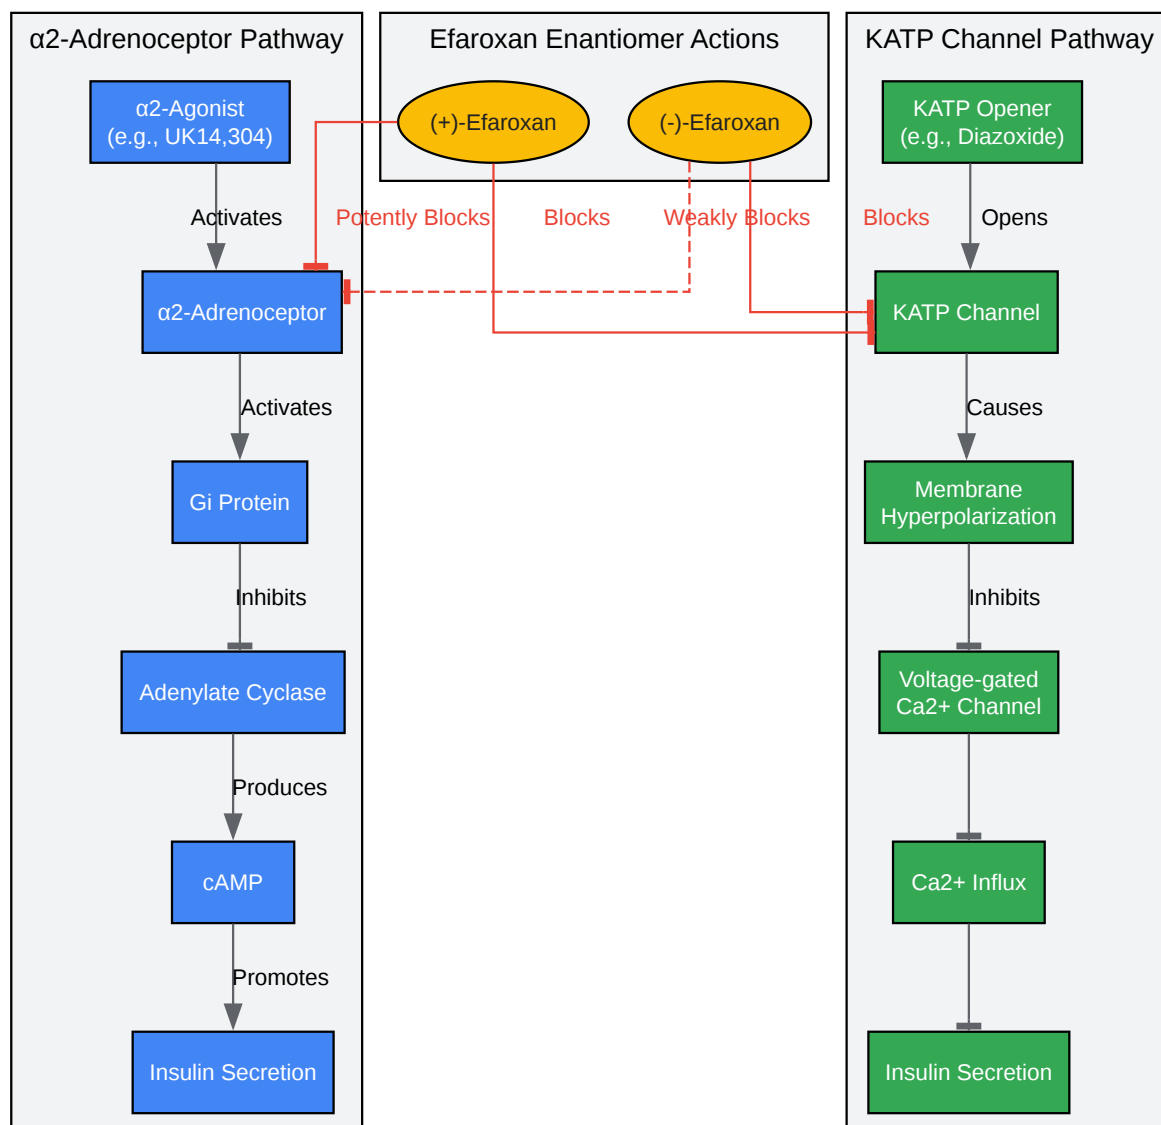 α2-Adrenoceptor Pathway
Efaroxan Enantiomer Actions
KATP Channel Pathway
α2-Agonist
(e.g., UK14,304)
(+)-Efaroxan
(-)-Efaroxan
KATP Opener
(e.g., Diazoxide)
Activates
Potently Blocks
Blocks
Weakly Blocks
Blocks
Opens
α2-Adrenoceptor
KATP Channel
Activates
Causes
Gi Protein
Membrane
Hyperpolarization
Inhibits
Inhibits
Adenylate Cyclase
Voltage-gated
Ca2+ Channel
Produces
cAMP
Ca2+ Influx
Promotes
Insulin Secretion
Insulin Secretion